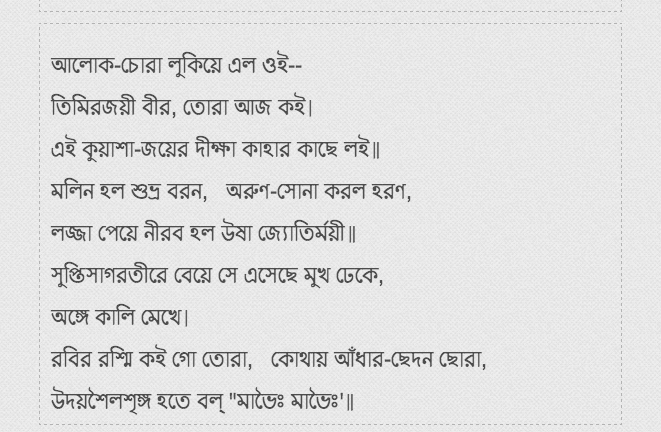 আলোক-চোরা লুকিয়ে এল ওই--
তিমিরজয়ী বীর, তোরা আজ কই।
এই কুয়াশা-জয়ের দীক্ষা কাহার কাছে লই॥
মলিন হল শুভ্র বরন,   অরুণ-সোনা করল হরণ,
লজ্জা পেয়ে নীরব হল উষা জ্যোতির্ময়ী॥
সুপ্তিসাগরতীরে বেয়ে সে এসেছে মুখ ঢেকে,
অঙ্গে কালি মেখে।
রবির রশ্মি কই গো তোরা,   কোথায় আঁধার-ছেদন ছোরা,
উদয়শৈলশৃঙ্গ হতে বল্‌ "মাভৈঃ মাভৈঃ'॥